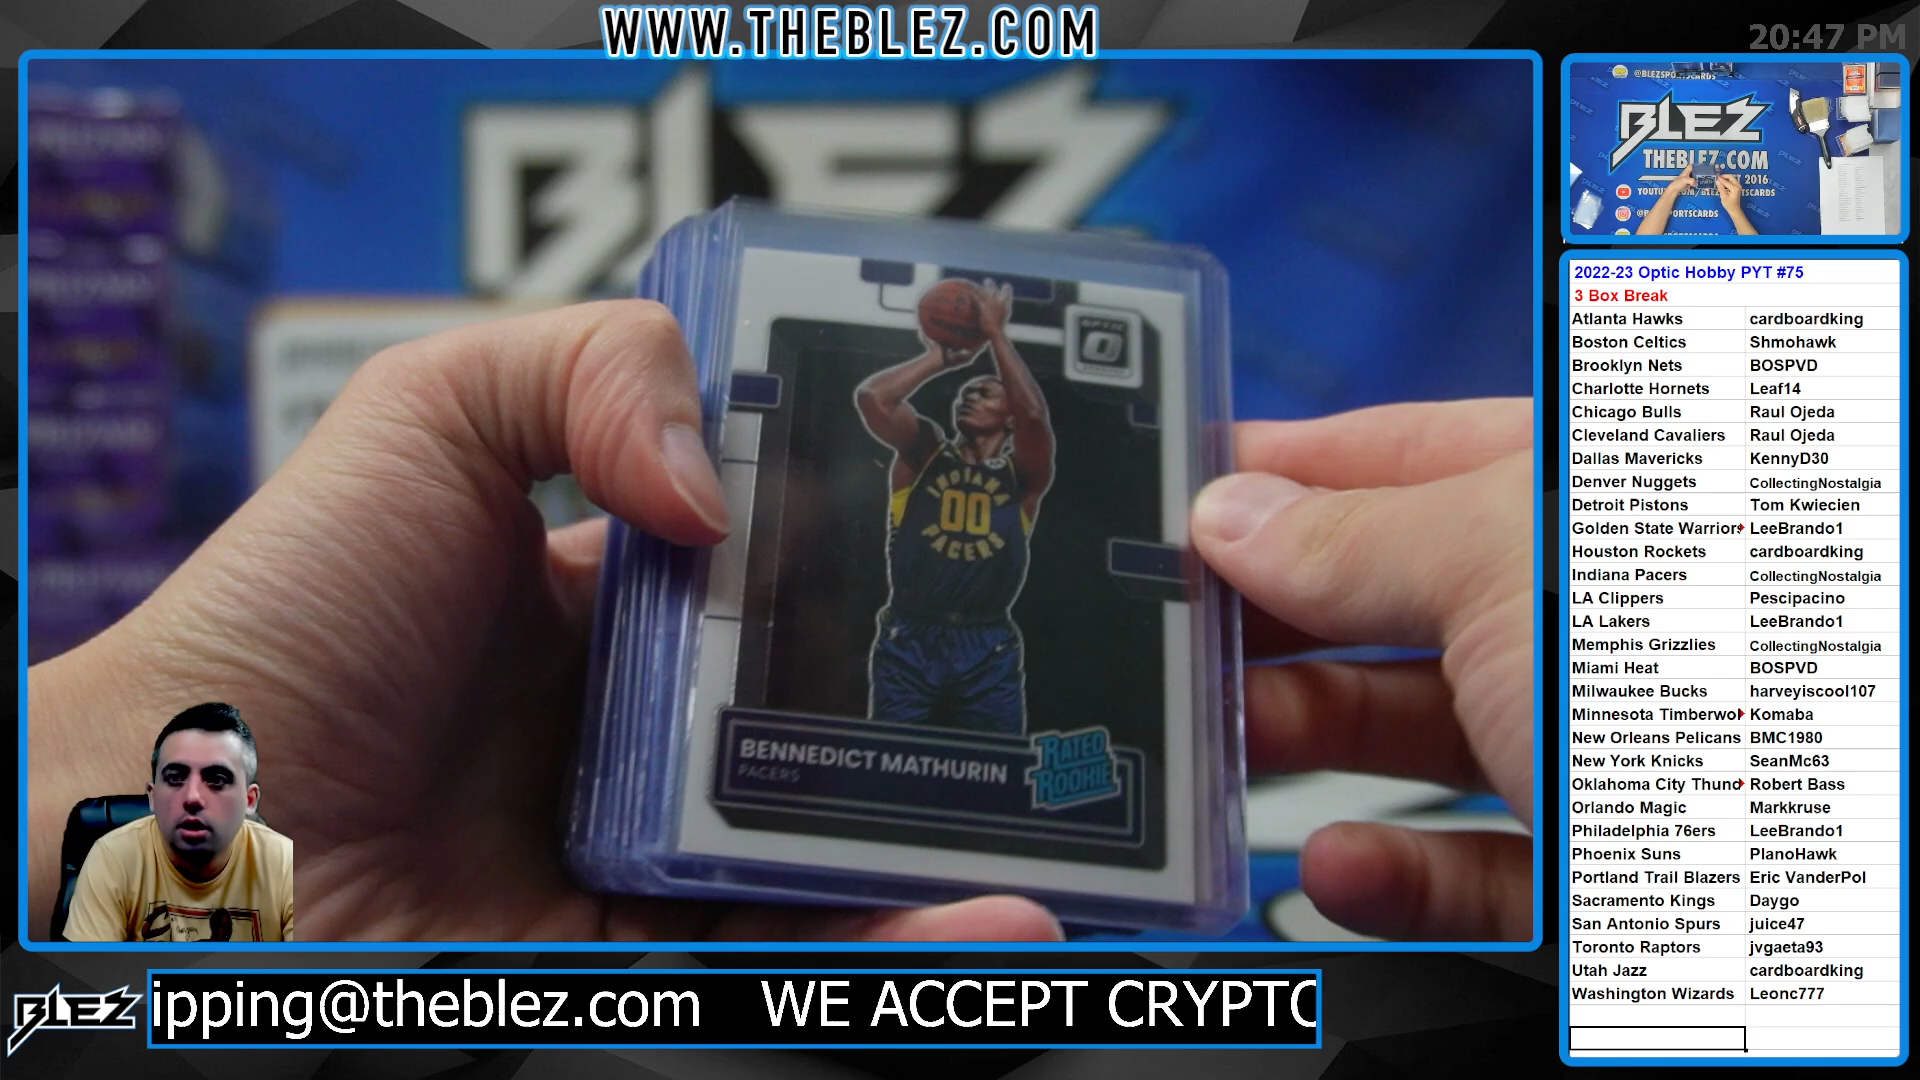 WWW.THEBLEZ.COM
20:47 PM
BLEZ
OPTIC
INDIANA
00
PACERS
BENNEDICT MATHURIN
PACERS
RATED
ROOKIE
@BLEZSPORTSCARDS
BLEZ
THEBLEZ.COM
2016
2022-23 Optic Hobby PYT #75
3 Box Break
Atlanta Hawks cardboardking
Boston Celtics Shmohawk
Brooklyn Nets BOSPVD
Charlotte Hornets Leaf14
Chicago Bulls Raul Ojeda
Cleveland Cavaliers Raul Ojeda
Dallas Mavericks KennyD30
Denver Nuggets CollectingNostalgia
Detroit Pistons Tom Kwiecien
Golden State Warriors LeeBrando1
Houston Rockets cardboardking
Indiana Pacers CollectingNostalgia
LA Clippers Pescipacino
LA Lakers LeeBrando1
Memphis Grizzlies CollectingNostalgia
Miami Heat BOSPVD
Milwaukee Bucks harveyiscool107
Minnesota Timberwol Komaba
New Orleans Pelicans BMC1980
New York Knicks SeanMc63
Oklahoma City Thund Robert Bass
Orlando Magic Markkruse
Philadelphia 76ers LeeBrando1
Phoenix Suns PlanoHawk
Portland Trail Blazers Eric VanderPol
Sacramento Kings Daygo
San Antonio Spurs juice47
Toronto Raptors jvgaeta93
Utah Jazz cardboardking
Washington Wizards Leonc777
BLEZ
ipping@theblez.com WE ACCEPT CRYPTO